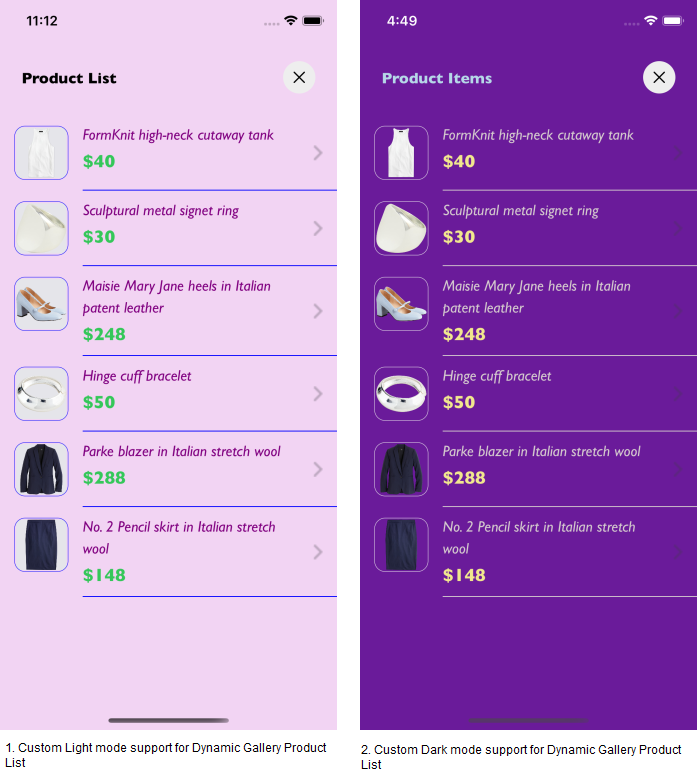 11:12
Product List
FormKnit high-neck cutaway tank
$40
Sculptural metal signet ring
$30
Maisie Mary Jane heels in Italian
patent leather
$248
Hinge cuff bracelet
$50
Parke blazer in Italian stretch wool
$288
No. 2 Pencil skirt in Italian stretch
wool
$148
1. Custom Light mode support for Dynamic Gallery Product
List
4:49
Product Items
FormKnit high-neck cutaway tank
$40
Sculptural metal signet ring
$30
Maisie Mary Jane heels in Italian
patent leather
$248
Hinge cuff bracelet
$50
Parke blazer in Italian stretch wool
$288
No. 2 Pencil skirt in Italian stretch
wool
$148
2. Custom Dark mode support for Dynamic Gallery Product
List